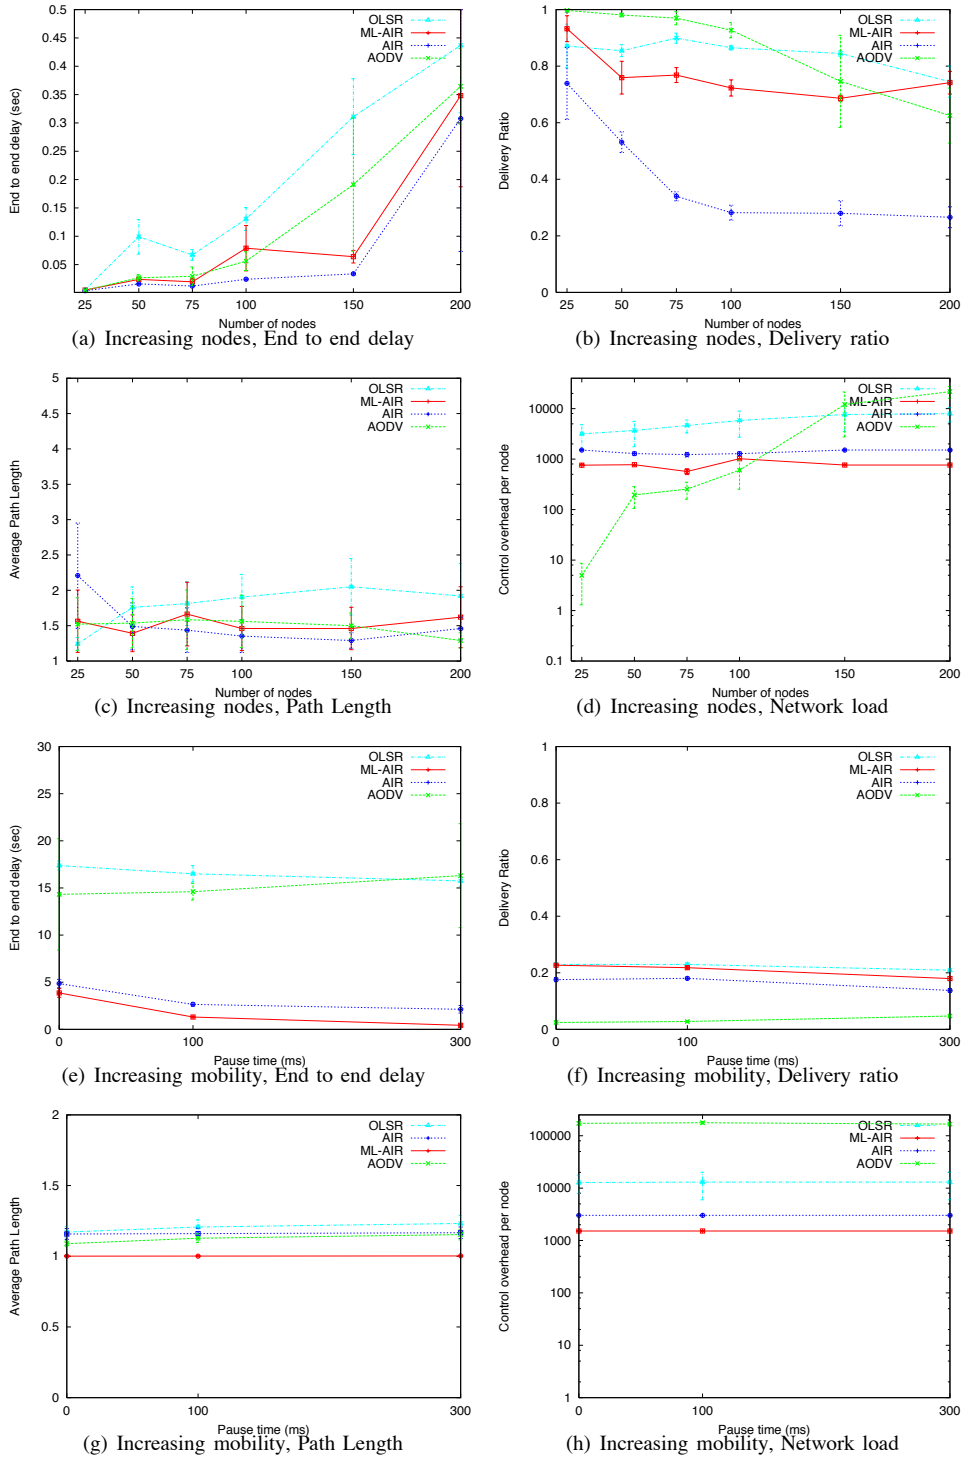 0.5
0.45
0.4
0.35
0.3
0.25
0.2
0.15
0.1
0.05
End to end delay (sec)
OLSR
ML-AIR
AIR
AODV
25 50 75 100 150 200
Number of nodes
(a) Increasing nodes, End to end delay
1
0.8
0.6
0.4
0.2
0
Delivery Ratio
OLSR
ML-AIR
AIR
AODV
25 50 75 100 150 200
Number of nodes
(b) Increasing nodes, Delivery ratio
5
4.5
4
3.5
3
2.5
2
1.5
1
Average Path Length
OLSR
ML-AIR
AIR
AODV
25 50 75 100 150 200
Number of nodes
(c) Increasing nodes, Path Length
10000
1000
100
10
1
0.1
Control overhead per node
OLSR
ML-AIR
AIR
AODV
25 50 75 100 150 200
Number of nodes
(d) Increasing nodes, Network load
30
25
20
15
10
5
0
End to end delay (sec)
OLSR
ML-AIR
AIR
AODV
0 100 300
Pause time (ms)
(e) Increasing mobility, End to end delay
1
0.8
0.6
0.4
0.2
0
Delivery Ratio
OLSR
ML-AIR
AIR
AODV
0 100 300
Pause time (ms)
(f) Increasing mobility, Delivery ratio
2
1.5
1
0.5
0
Average Path Length
OLSR
AIR
ML-AIR
AODV
0 100 300
Pause time (ms)
(g) Increasing mobility, Path Length
100000
10000
1000
100
10
1
Control overhead per node
OLSR
ML-AIR
AIR
AODV
0 100 300
Pause time (ms)
(h) Increasing mobility, Network load